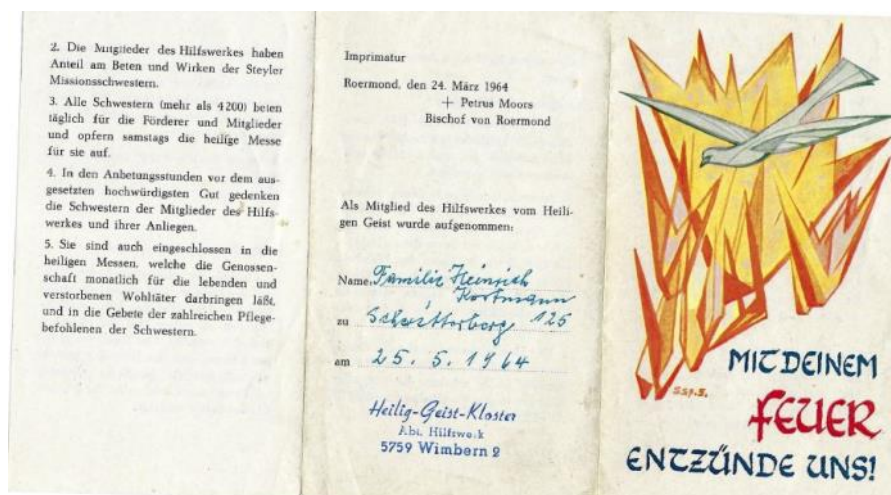 2. Die Mitglieder des Hilfswerkes haben
Anteil am Beten und Wirken der Steyler
Missionsschwestern.
3. Alle Schwestern (mehr als 4200) beten
täglich für die Förderer und Mitglieder
und opfern samstags die heilige Messe
für sie auf.
4. In den Anbetungsstunden vor dem aus-
gesetzten hochwürdigsten Gut gedenken
die Schwestern der Mitglieder des Hilfs-
werkes und ihrer Anliegen.
5. Sie sind auch eingeschlossen in die
heiligen Messen, welche die Genossen-
schaft monatlich für die lebenden und
verstorbenen Wohltäter darbringen läßt,
und in die Gebete der zahlreichen Pflege-
befohlenen der Schwestern.
Imprimatur
Roermond, den 24. März 1964
+ Petrus Moors
Bischof von Roermond
Als Mitglied des Hilfswerkes vom Heili-
gen Geist wurde aufgenommen:
Name: Familie Heinrich
Kortmann
zu 125
am 25. 5. 1964
Heilig-Geist-Kloster
Abt. Hilfswerk
5759 Wimbern 2
MIT DEINEM
FEUER
ENTZÜNDE UNS!